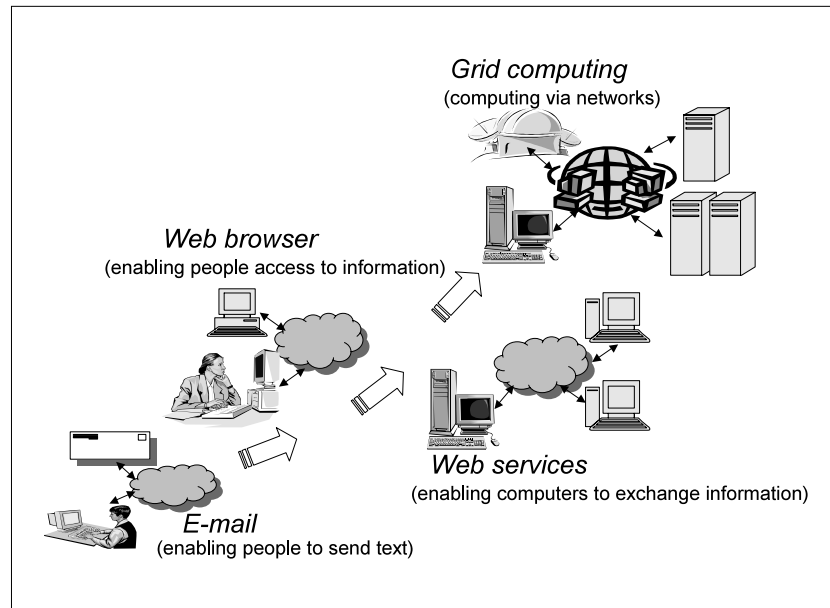 Grid computing
(computing via networks)
Web browser
(enabling people access to information)
Web services
(enabling computers to exchange information)
E-mail
(enabling people to send text)